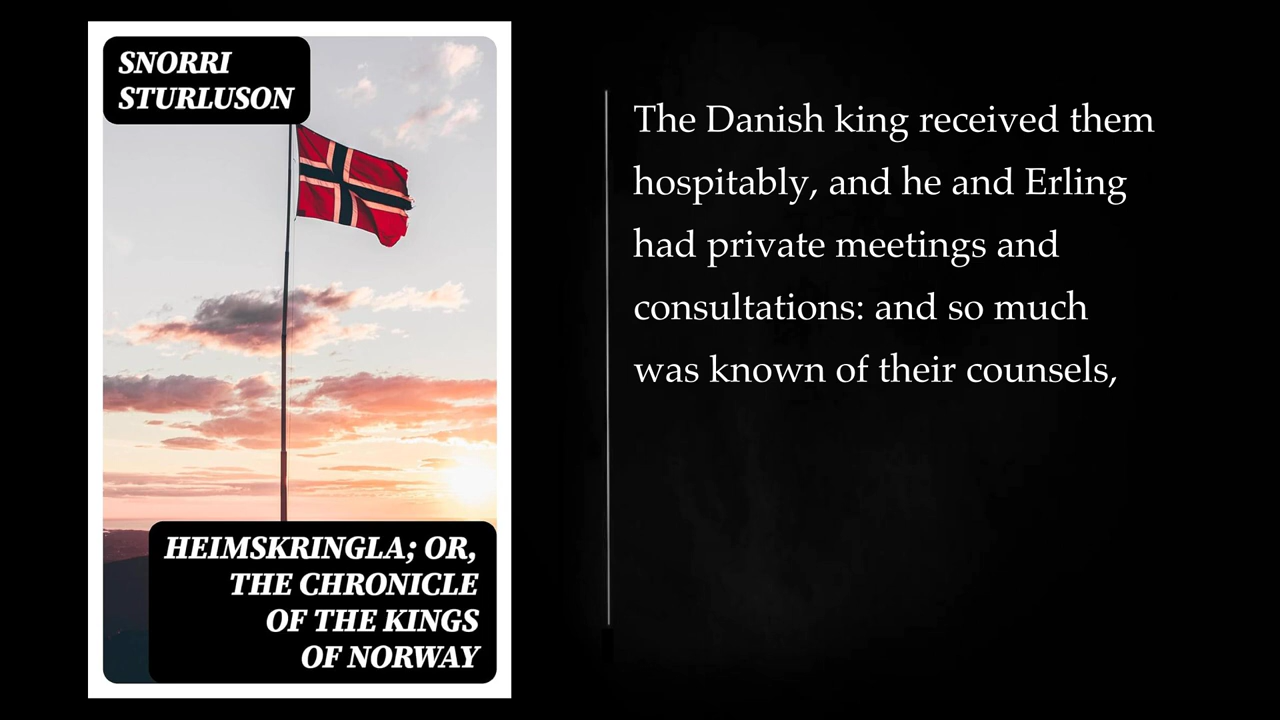 SNORRI
STURLUSON
HEIMSKRINGLA; OR,
THE CHRONICLE
OF THE KINGS
OF NORWAY
The Danish king received them
hospitably, and he and Erling
had private meetings and
consultations: and so much
was known of their counsels,